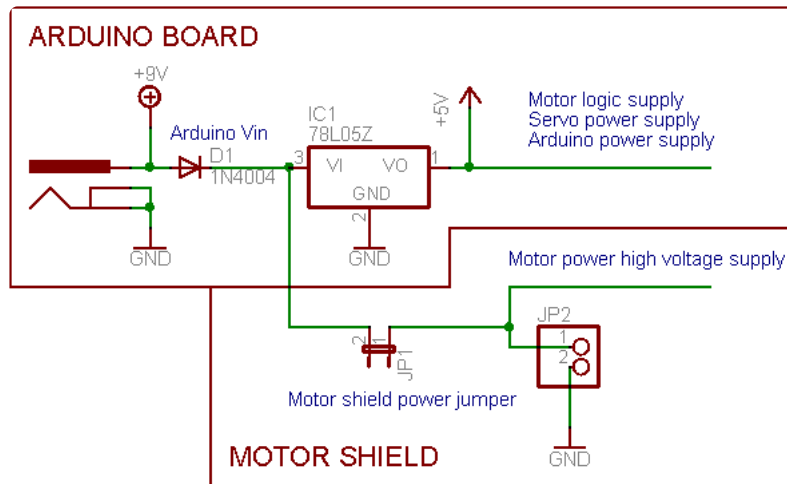 ARDUINO BOARD
+9V
Arduino Vin
D1
1N4004
IC1
78L05Z
3
VI
VO
1
GND
2
+5V
Motor logic supply
Servo power supply
Arduino power supply
GND
GND
Motor power high voltage supply
JP2
1
2
2
1
JP1
Motor shield power jumper
GND
MOTOR SHIELD